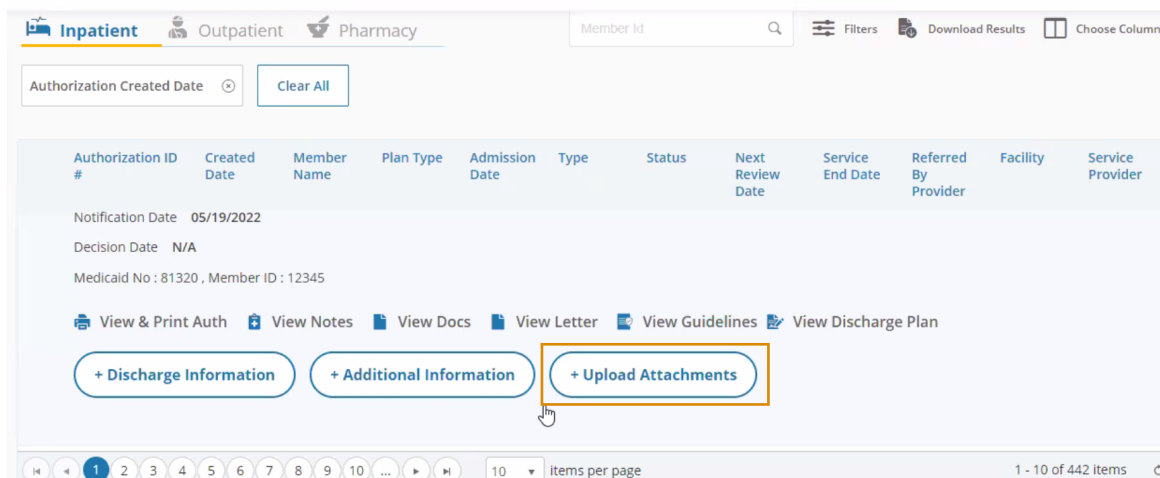 Inpatient Outpatient Pharmacy Member Id Filters Download Results Choose Column
Authorization Created Date Clear All
Authorization ID # Created Date Member Name Plan Type Admission Date Type Status Next Review Date Service End Date Referred By Provider Facility Service Provider
Notification Date 05/19/2022
Decision Date N/A
Medicaid No : 81320 , Member ID : 12345
View & Print Auth View Notes View Docs View Letter View Guidelines View Discharge Plan
+ Discharge Information + Additional Information + Upload Attachments
1 2 3 4 5 6 7 8 9 10 ... 10 items per page 1 - 10 of 442 items